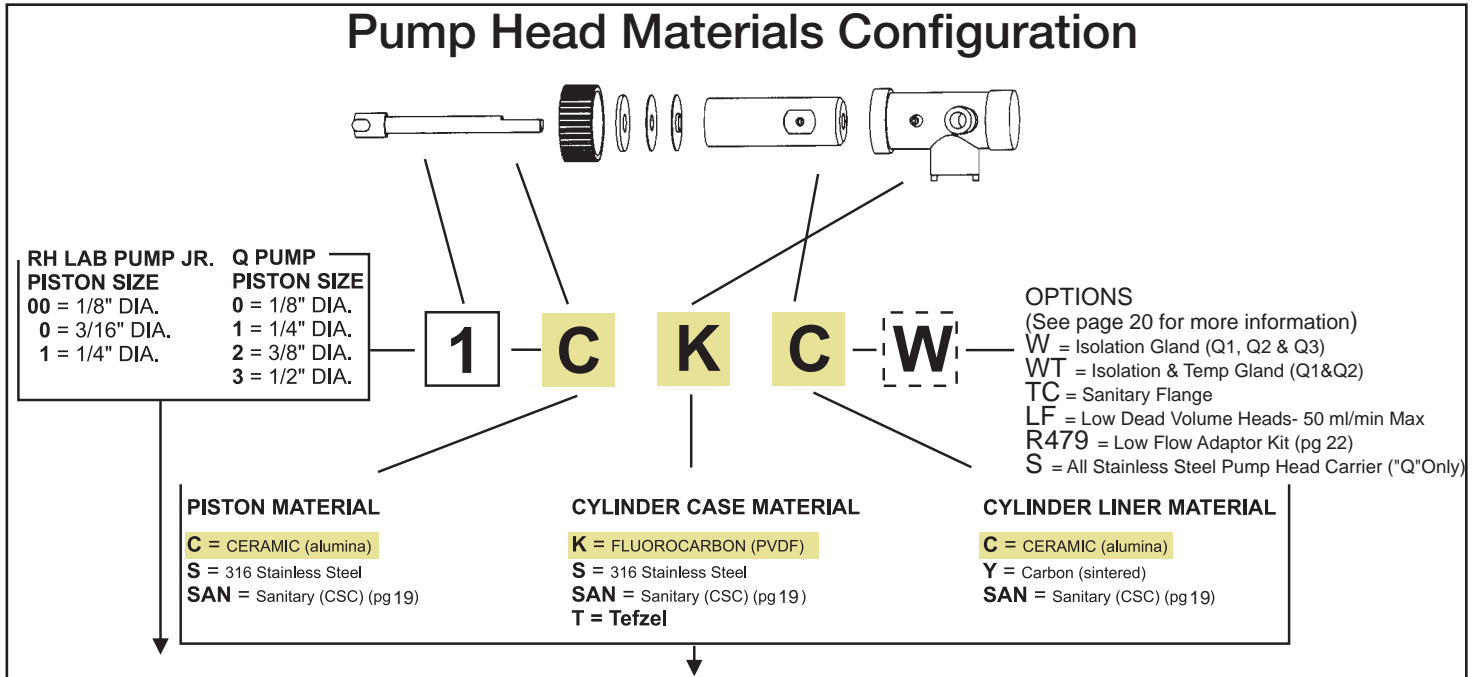 Pump Head Materials Configuration
RH LAB PUMP JR.
PISTON SIZE
00 = 1/8" DIA.
0 = 3/16" DIA.
1 = 1/4" DIA.
Q PUMP
PISTON SIZE
0 = 1/8" DIA.
1 = 1/4" DIA.
2 = 3/8" DIA.
3 = 1/2" DIA.
1 C K C W
OPTIONS
(See page 20 for more information)
W = Isolation Gland (Q1, Q2 & Q3)
WT = Isolation & Temp Gland (Q1&Q2)
TC = Sanitary Flange
LF = Low Dead Volume Heads- 50 ml/min Max
R479 = Low Flow Adaptor Kit (pg 22)
S = All Stainless Steel Pump Head Carrier ("Q"Only)
PISTON MATERIAL
C = CERAMIC (alumina)
S = 316 Stainless Steel
SAN = Sanitary (CSC) (pg 19)
CYLINDER CASE MATERIAL
K = FLUOROCARBON (PVDF)
S = 316 Stainless Steel
SAN = Sanitary (CSC) (pg 19)
T = Tefzel
CYLINDER LINER MATERIAL
C = CERAMIC (alumina)
Y = Carbon (sintered)
SAN = Sanitary (CSC) (pg 19)